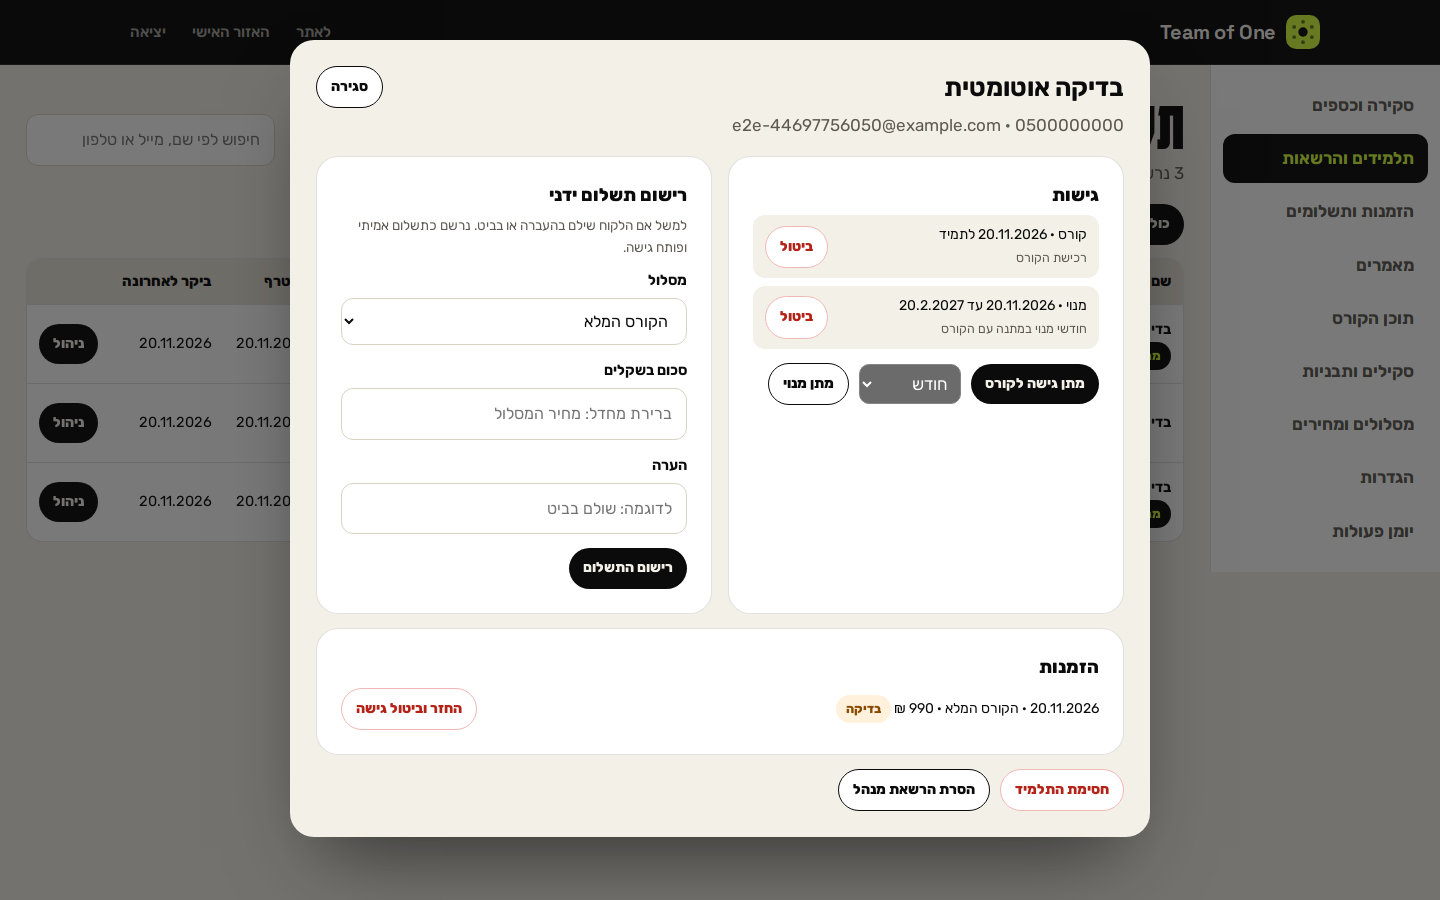 Team of One
לאתר
האזור האישי
יציאה
סקירה וכספים
תלמידים והרשאות
הזמנות ותשלומים
מאמרים
תוכן הקורס
סקילים ותבניות
מסלולים ומחירים
הגדרות
יומן פעולות
חיפוש לפי שם, מייל או טלפון
שם
ביקר לאחרונה
20.11.2026
ניהול
20.11.2026
ניהול
20.11.2026
ניהול
בדיקה אוטומטית
סגירה
e2e-44697756050@example.com • 0500000000
גישות
קורס • 20.11.2026 לתמיד
רכישת הקורס
ביטול
מנוי • 20.11.2026 עד 20.2.2027
חודשי מנוי במתנה עם הקורס
ביטול
מתן גישה לקורס
חודש
מתן מנוי
רישום תשלום ידני
למשל אם הלקוח שילם בהעברה או בביט. נרשם כתשלום אמיתי
ופותח גישה.
מסלול
הקורס המלא
סכום בשקלים
ברירת מחדל: מחיר המסלול
הערה
לדוגמה: שולם בביט
רישום התשלום
הזמנות
20.11.2026 • הקורס המלא • 990 ₪ בדיקה
החזר וביטול גישה
חסימת התלמיד
הסרת הרשאת מנהל